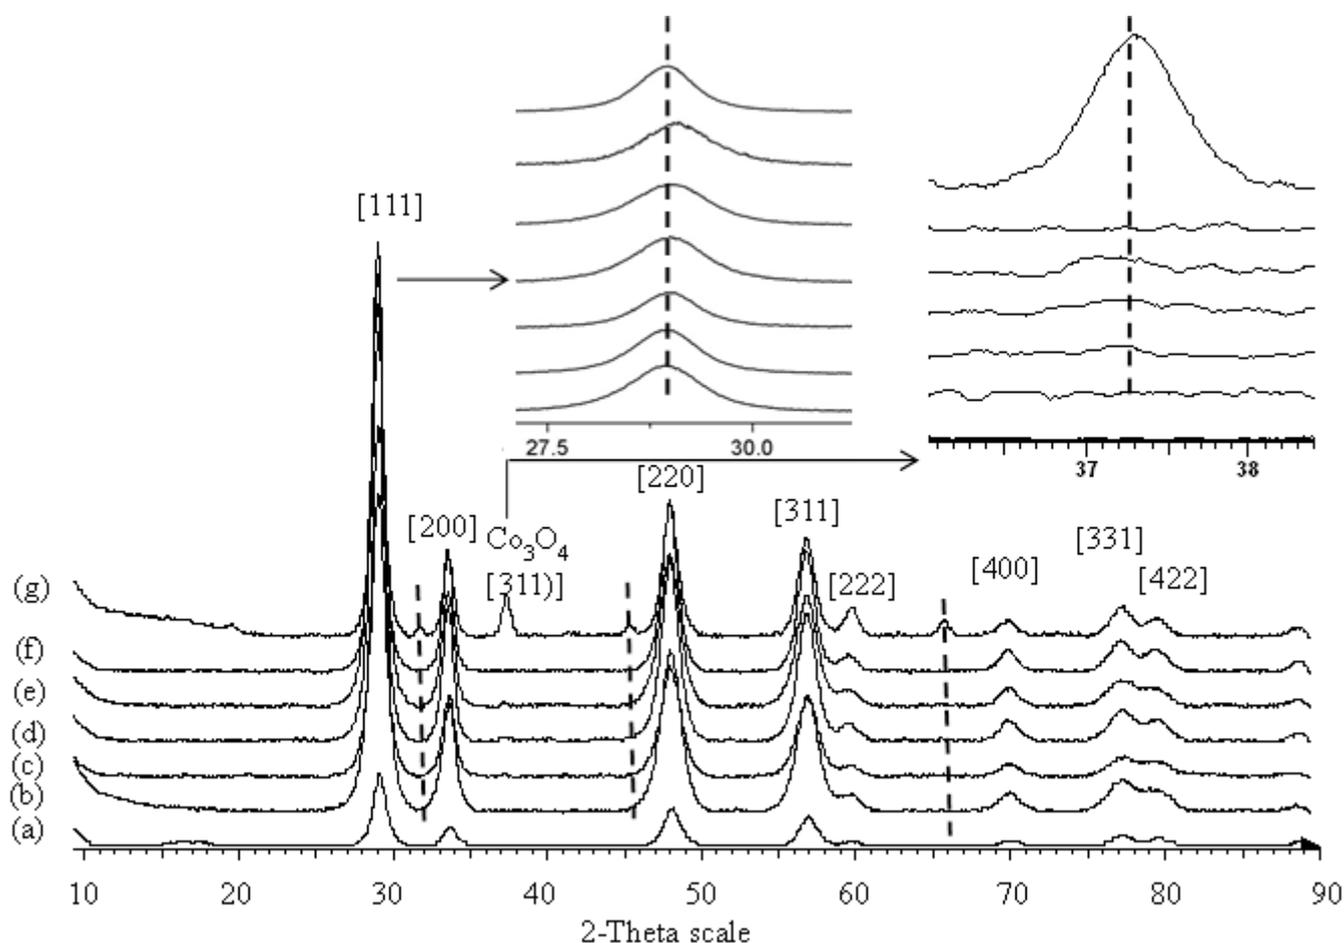 [111]
27.5 30.0
37 38
[220]
[200]
Co₃O₄
[311]
[331]
(g)
[311)]
[222]
[400]
[422]
(f)
(e)
(d)
(c)
(b)
(a)
10 20 30 40 50 60 70 80 90
2-Theta scale